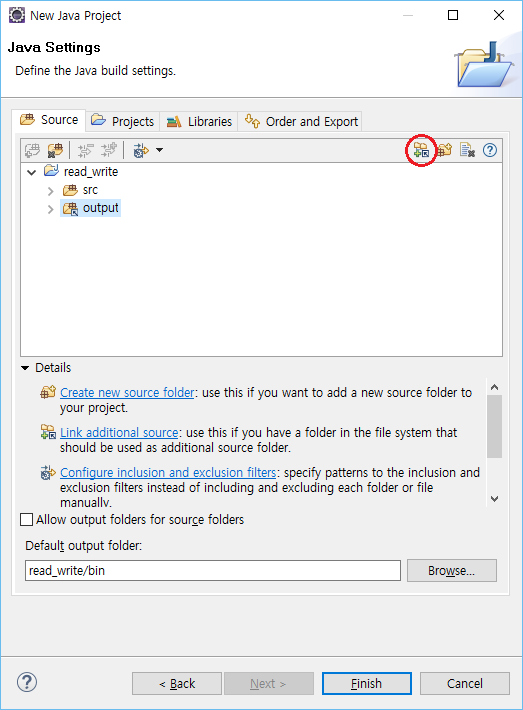 New Java Project
Java Settings
Define the Java build settings.
Source
Projects
Libraries
Order and Export
read_write
src
output
Details
Create new source folder: use this if you want to add a new source folder to
your project.
Link additional source: use this if you have a folder in the file system that
should be used as additional source folder.
Configure inclusion and exclusion filters: specify patterns to the inclusion and
exclusion filters instead of including and excluding each folder or file
manually.
Allow output folders for source folders
Default output folder:
read_write/bin
Browse...
< Back
Next >
Finish
Cancel